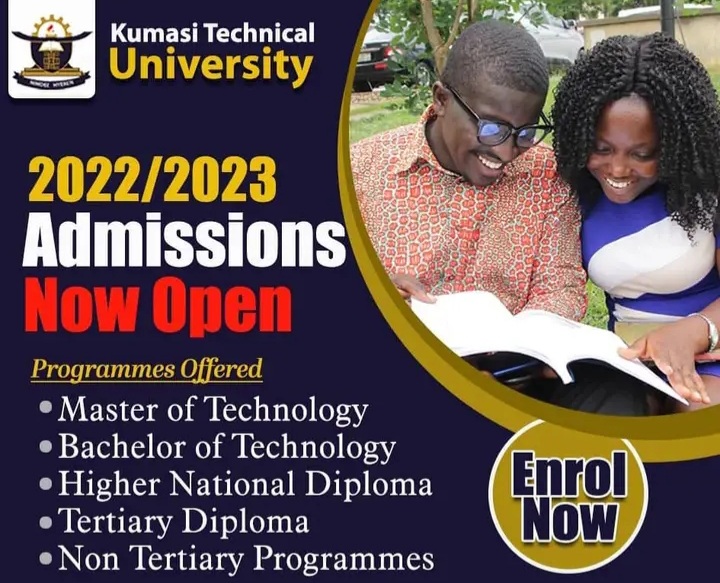 Kumasi Technical
University
2022/2023
Admissions
Now Open
Programmes Offered
• Master of Technology
• Bachelor of Technology
• Higher National Diploma
• Tertiary Diploma
• Non Tertiary Programmes
Enrol
Now